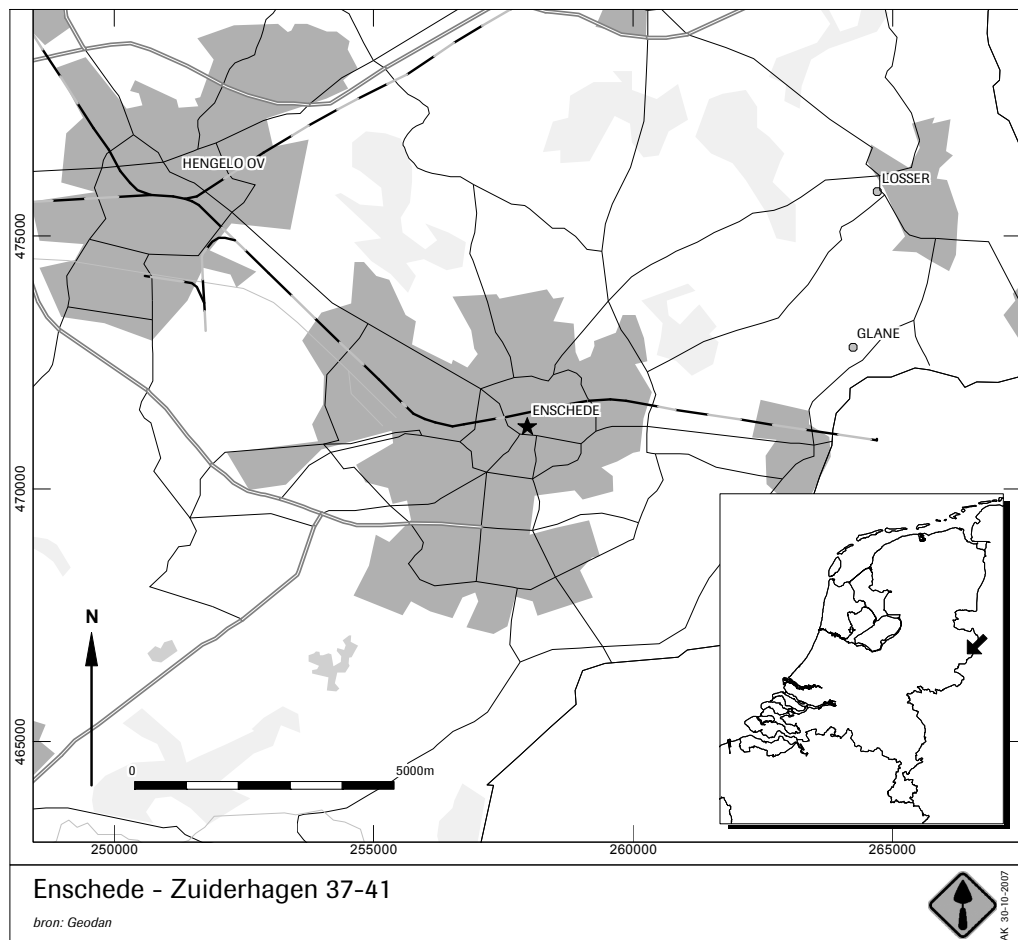 HENGELO OV
LOSSER
GLANE
ENSCHEDE
475000
470000
465000
N
0 5000m
250000 255000 260000 265000
Enschede - Zuiderhagen 37-41
bron: Geodan
AK 30-10-2007